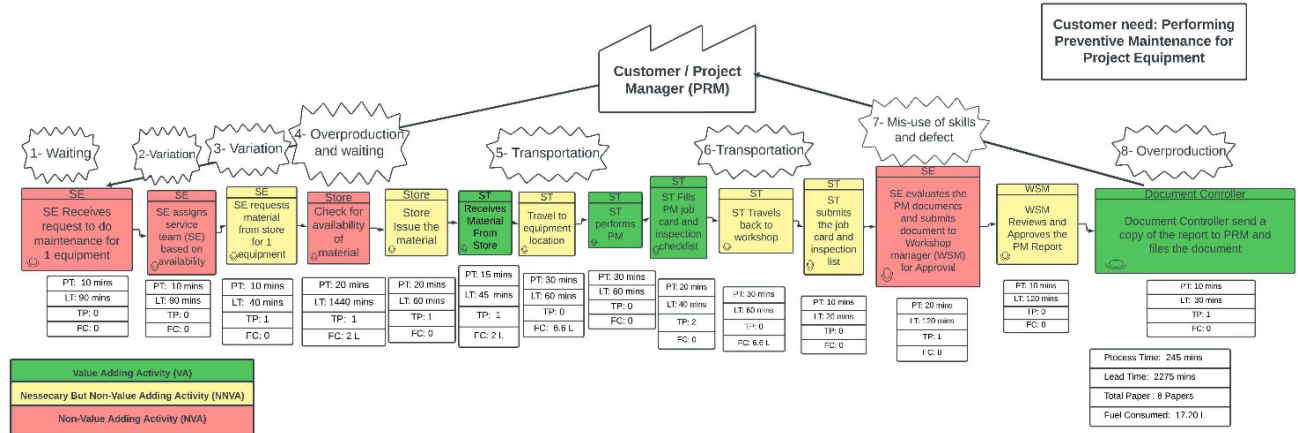 Customer need: Performing
Preventive Maintenance for
Project Equipment
Customer / Project
Manager (PRM)
1- Waiting
2-Variation
3- Variation
4- Overproduction
and waiting
5- Transportation
6-Transportation
7- Mis-use of skills
and defect
8- Overproduction
SE
SE Receives
request to do
maintenance for
1 equipment
PT: 10 mins
LT: 90 mins
TP: 0
FC: 0
SE
SE assigns
service
team (SE)
based on
availability
PT: 10 mins
LT: 90 mins
TP: 0
FC: 0
SE
SE requests
material
from store
for 1
equipment
PT: 10 mins
LT: 40 mins
TP: 1
FC: 0
Store
Check for
availability
of
material
PT: 20 mins
LT: 1440 mins
TP: 1
FC: 2 L
Store
Store
Issue the
material
PT: 20 mins
LT: 60 mins
TP: 1
FC: 0
ST
Receives
Material
From
Store
PT: 15 mins
LT: 45 mins
TP: 1
FC: 2 L
ST
Travel to
equipment
location
PT: 30 mins
LT: 60 mins
TP: 0
FC: 6.6 L
ST
ST
performs
PM
PT: 30 mins
LT: 60 mins
TP: 0
FC: 0
ST
ST Fills
PM job
card and
inspection
checklist
PT: 20 mins
LT: 40 mins
TP: 2
FC: 0
ST
ST Travels
back to
workshop
PT: 30 mins
LT: 60 mins
TP: 0
FC: 6.6 L
ST
ST
submits
the job
card and
inspection
list
PT: 10 mins
LT: 20 mins
TP: 0
FC: 0
SE
SE evaluates the
PM documents and
submits
document to
Workshop
manager (WSM)
for Approval
PT: 20 mins
LT:120 mins
TP: 1
FC: 0
WSM
WSM
Reviews and
Approves the
PM Report
PT: 10 mins
LT: 120 mins
TP: 0
FC: 0
Document Conroller
Document Controller send a
copy of the report to PRM and
files the document
PT: 10 mins
LT: 30 mins
TP: 1
FC: 0
Ptocess Time: 245 mins
Lead Time: 2275 mins
Total Paper : 8 Papers
Fuel Consumed: 17.20 L
Value Adding Activity (VA)
Nessecary But Non-Value Adding Activity (NNVA)
Non-Value Adding Activity (NVA)